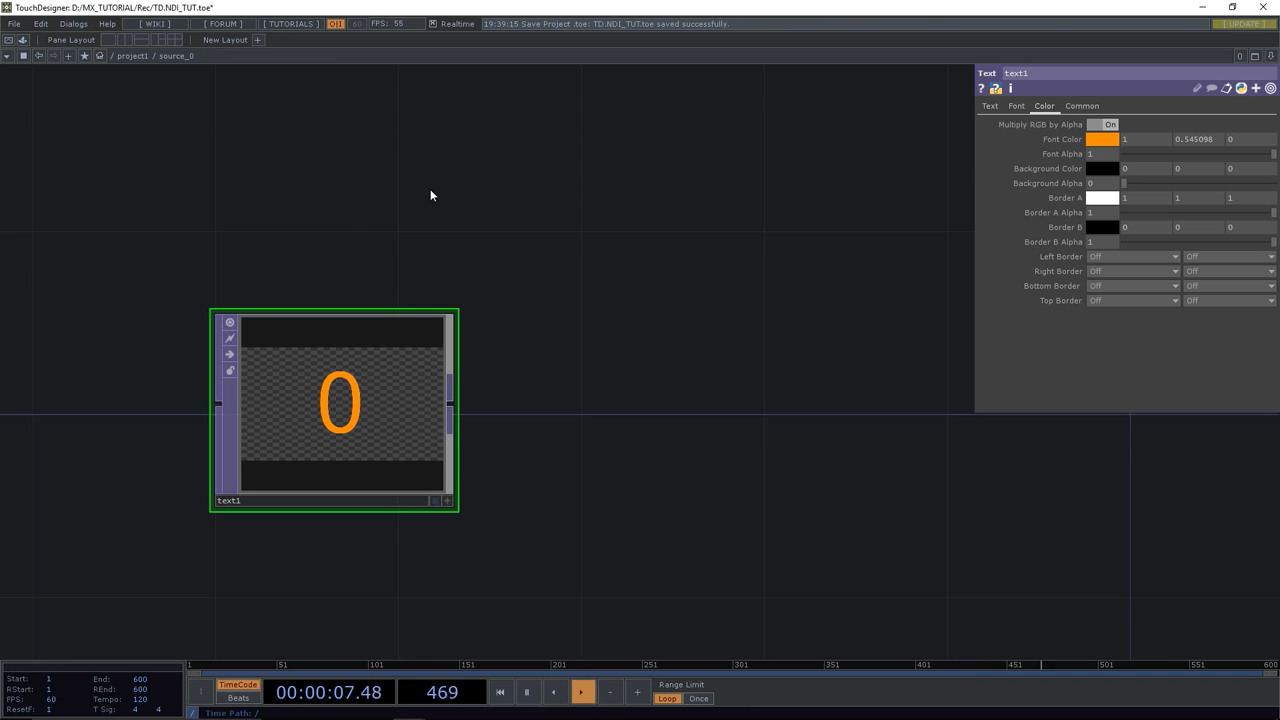 TouchDesigner: D:/MX_TUTORIAL/Rec/TD.NDI_TUT.toe*
File Edit Dialogs Help [ WIKI ] [ FORUM ] [ TUTORIALS ] O|I 60 FPS: 55 Realtime 19:39:15 Save Project .toe: TD.NDI_TUT.toe saved successfully. [ UPDATE ]
Pane Layout New Layout +
/ project1 / source_0 0
Text text1
? ? i
Text Font Color Common
Multiply RGB by Alpha On
Font Color 1 0.545098 0
Font Alpha 1
Background Color 0 0 0
Background Alpha 0
Border A 1 1 1
Border A Alpha 1
Border B 0 0 0
Border B Alpha 1
Left Border Off Off
Right Border Off Off
Bottom Border Off Off
Top Border Off Off
0
text1
1 51 101 151 201 251 301 351 401 451 501 551 600
Start: 1 End: 600
RStart: 1 REnd: 600
FPS: 60 Tempo: 120
ResetF: 1 T Sig: 4 4
TimeCode
Beats
00:00:07.48 469
- +
Range Limit
Loop Once
/ Time Path: /